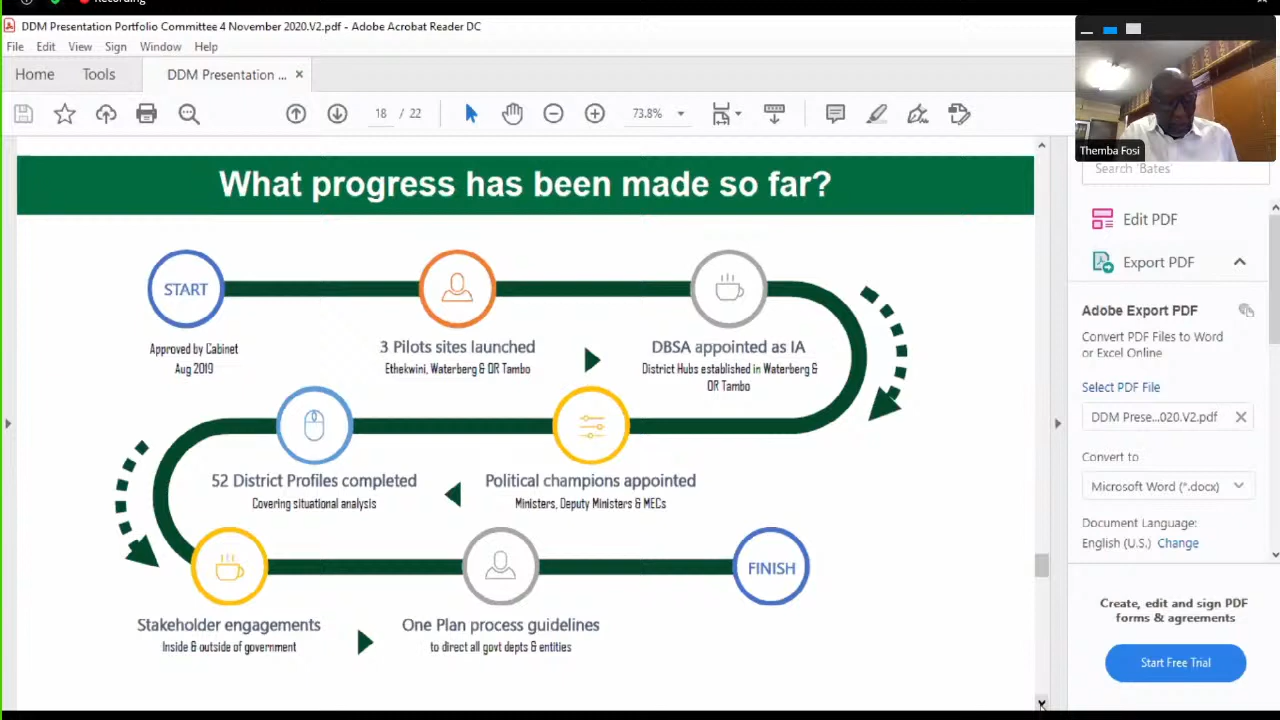 Recording
DDM Presentation Portfolio Committee 4 November 2020.V2.pdf - Adobe Acrobat Reader DC
File Edit View Sign Window Help
Home Tools DDM Presentation ... ×
18 / 22 73.8%
Themba Fosi
Search 'Bates'
Edit PDF
Export PDF
Adobe Export PDF
Convert PDF Files to Word
or Excel Online
Select PDF File
DDM Prese...020.V2.pdf
Convert to
Microsoft Word (*.docx)
Document Language:
English (U.S.) Change
Create, edit and sign PDF
forms & agreements
Start Free Trial
What progress has been made so far?
START
Approved by Cabinet
Aug 2019
3 Pilots sites launched
Ethekwini, Waterberg & OR Tambo
DBSA appointed as IA
District Hubs established in Waterberg &
OR Tambo
Political champions appointed
Ministers, Deputy Ministers & MECs
52 District Profiles completed
Covering situational analysis
Stakeholder engagements
Inside & outside of government
One Plan process guidelines
to direct all govt depts & entities
FINISH